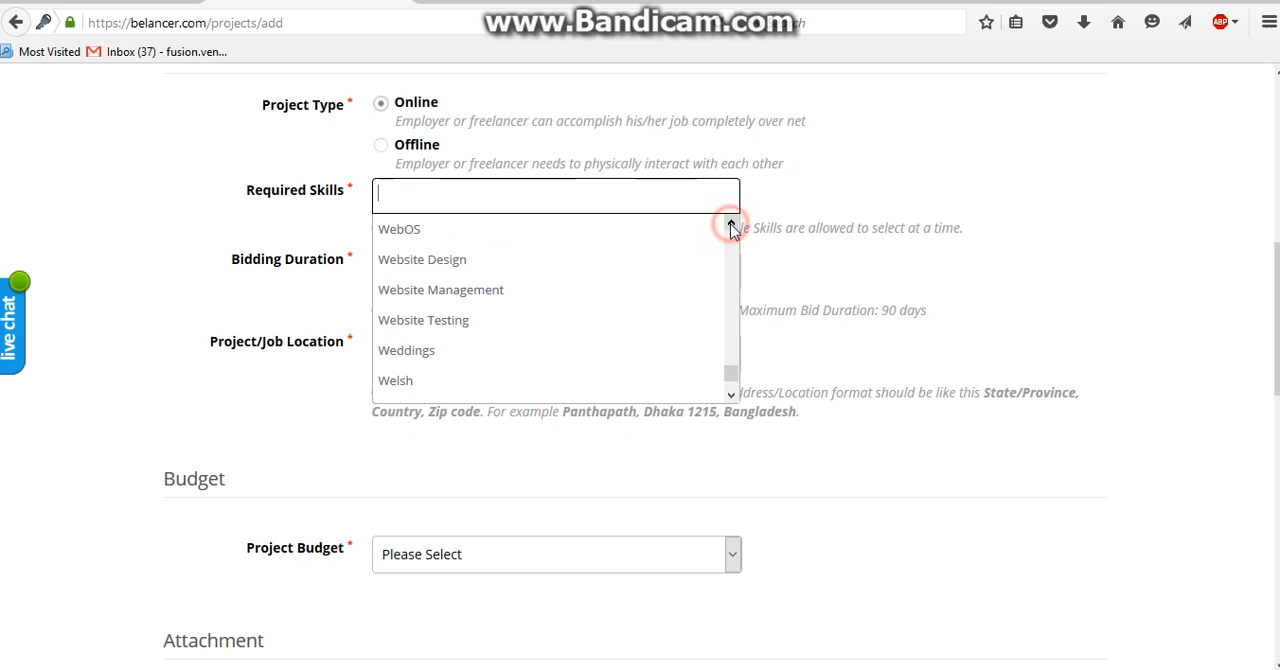 https://belancer.com/projects/add
www.Bandicam.com
Most Visited
Inbox (37) - fusion.ven...
ABP
Project Type *
Online
Employer or freelancer can accomplish his/her job completely over net
Offline
Employer or freelancer needs to physically interact with each other
Required Skills *
WebOS
Skills are allowed to select at a time.
Bidding Duration *
Website Design
Website Management
Maximum Bid Duration: 90 days
Website Testing
Project/Job Location *
Weddings
Welsh
format should be like this State/Province,
Country, Zip code. For example Panthapath, Dhaka 1215, Bangladesh.
live chat
Budget
Project Budget *
Please Select
Attachment